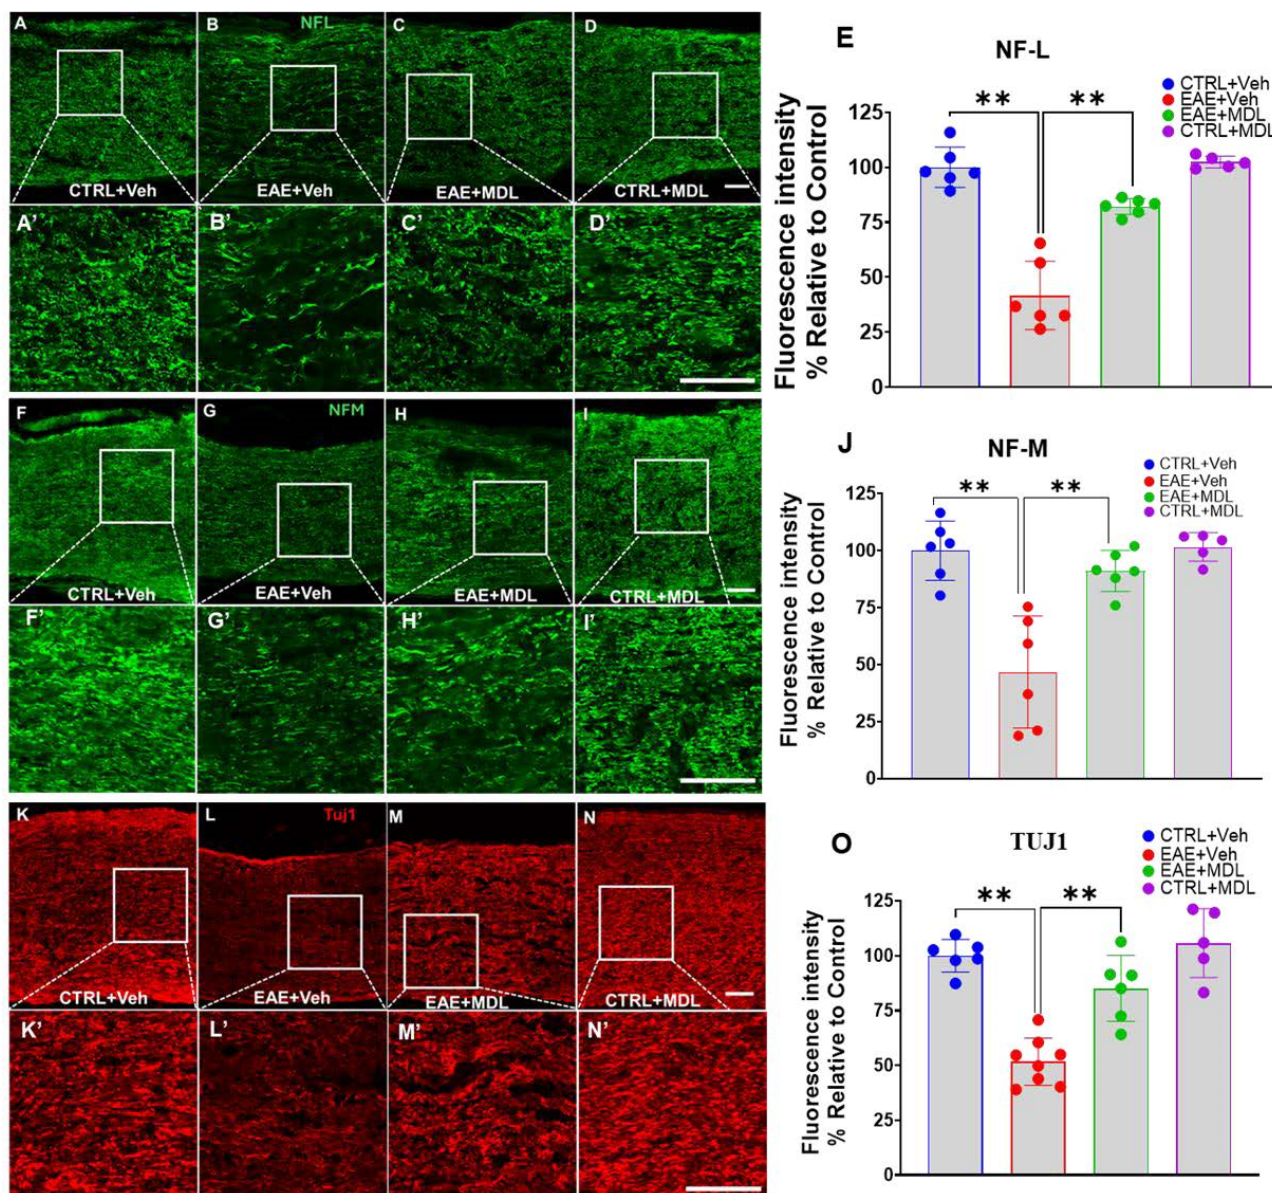 A
B
NFL
C
D
CTRL+Veh
EAE+Veh
EAE+MDL
CTRL+MDL
A’
B’
C’
D’
E
NF-L
Fluorescence intensity
% Relative to Control
125
100
75
50
25
0
**
**
CTRL+Veh
EAE+Veh
EAE+MDL
CTRL+MDL
F
G
NFM
H
I
CTRL+Veh
EAE+Veh
EAE+MDL
CTRL+MDL
F’
G’
H’
I’
J
NF-M
Fluorescence intensity
% Relative to Control
125
100
75
50
25
0
**
**
CTRL+Veh
EAE+Veh
EAE+MDL
CTRL+MDL
K
L
Tuj1
M
N
CTRL+Veh
EAE+Veh
EAE+MDL
CTRL+MDL
K’
L’
M’
N’
O
TUJ1
Fluorescence intensity
% Relative to Control
125
100
75
50
25
0
**
**
CTRL+Veh
EAE+Veh
EAE+MDL
CTRL+MDL